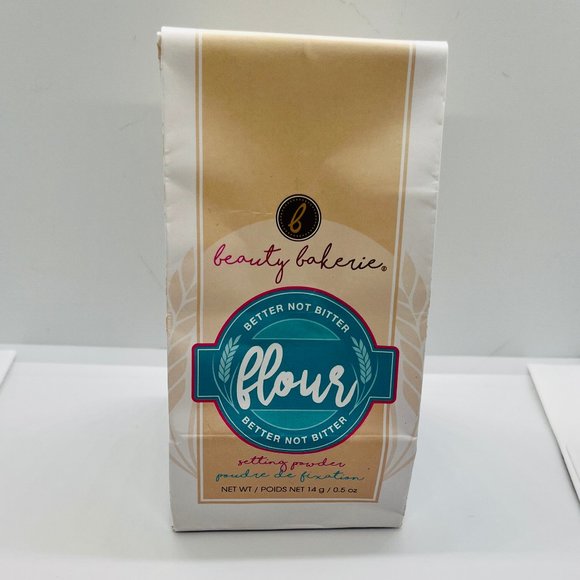 b
beauty bakerie®
BETTER NOT BITTER
flour
BETTER NOT BITTER
setting powder
poudre de fixation
NET WT / POIDS NET 14 g / 0.5 oz